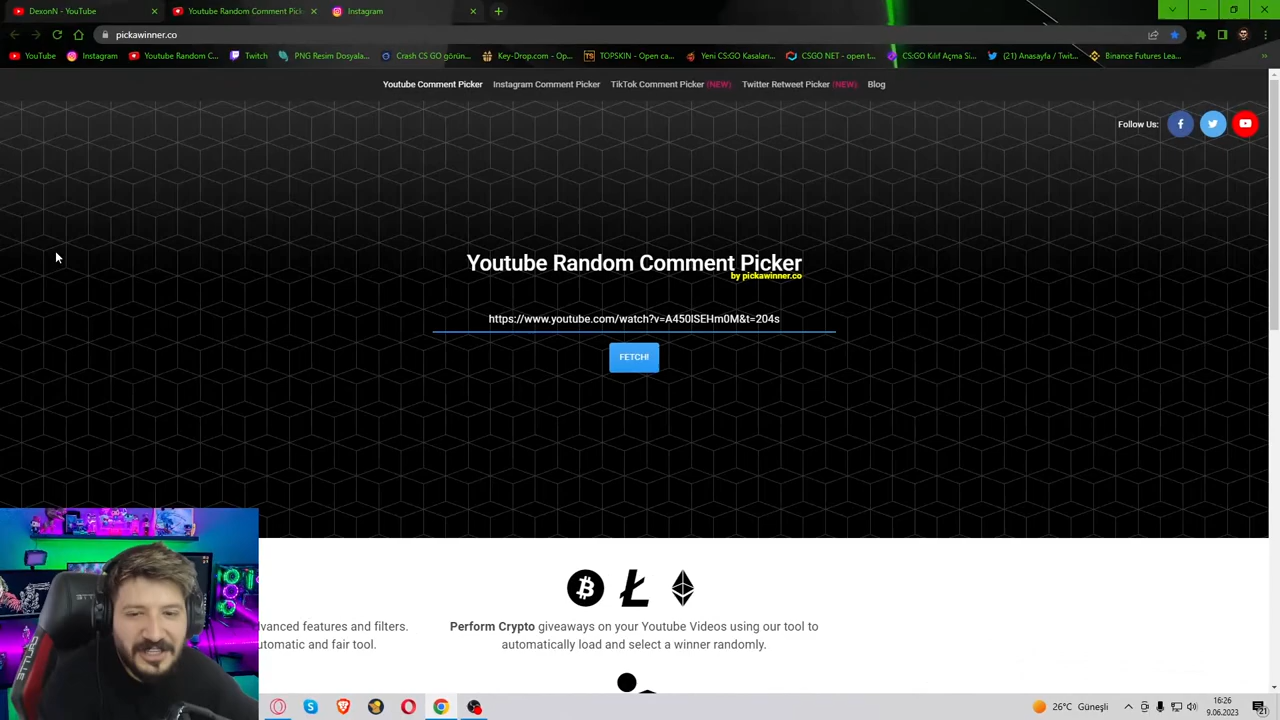 DexonN - YouTube
Youtube Random Comment Pick
Instagram
pickawinner.co
YouTube
Instagram
Youtube Random C...
Twitch
PNG Resim Dosyala...
Crash CS GO görün...
Key-Drop.com - Op...
TOPSKIN - Open ca...
Yeni CS:GO Kasaları...
CSGO NET - open t...
CS:GO Kılıf Açma Si...
(21) Anasayfa / Twit...
Binance Futures Lea...
Youtube Comment Picker
Instagram Comment Picker
TikTok Comment Picker (NEW)
Twitter Retweet Picker (NEW)
Blog
Follow Us:
Youtube Random Comment Picker
by pickawinner.co
https://www.youtube.com/watch?v=A450lSEHm0M&t=204s
FETCH!
dvanced features and filters.
utomatic and fair tool.
Perform Crypto giveaways on your Youtube Videos using our tool to
automatically load and select a winner randomly.
26°C Güneşli
16:26
9.06.2023
21